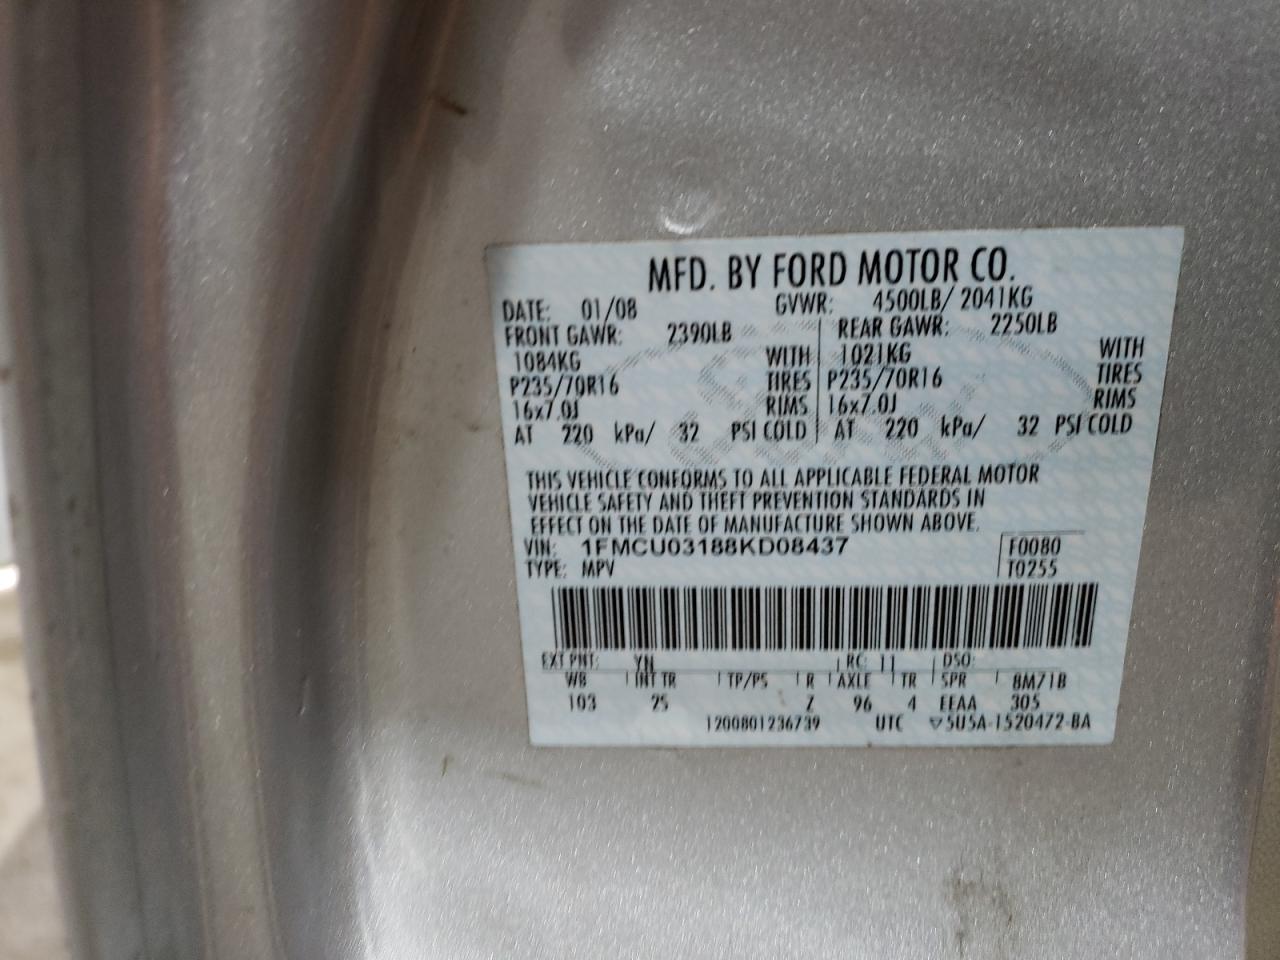 MFD. BY FORD MOTOR CO.
DATE: 01/08 GVWR: 4500LB/ 2041KG
FRONT GAWR: 2390LB REAR GAWR: 2250LB
1084KG WITH 1021KG WITH
P235/70R16 TIRES P235/70R16 TIRES
16x7.0J RIMS 16x7.0J RIMS
AT 220 kPa/ 32 PSI COLD AT 220 kPa/ 32 PSI COLD
THIS VEHICLE CONFORMS TO ALL APPLICABLE FEDERAL MOTOR
VEHICLE SAFETY AND THEFT PREVENTION STANDARDS IN
EFFECT ON THE DATE OF MANUFACTURE SHOWN ABOVE.
VIN: 1FMCU03188KD08437 F0080
TYPE: MPV T0255
EXT PNT: YN RC: 11 DSO:
WB INT TR TP/PS R AXLE TR SPR 8M71B
103 25 Z 96 4 EEAA 305
1200801236739 UTC ▽5U5A-1520472-BA